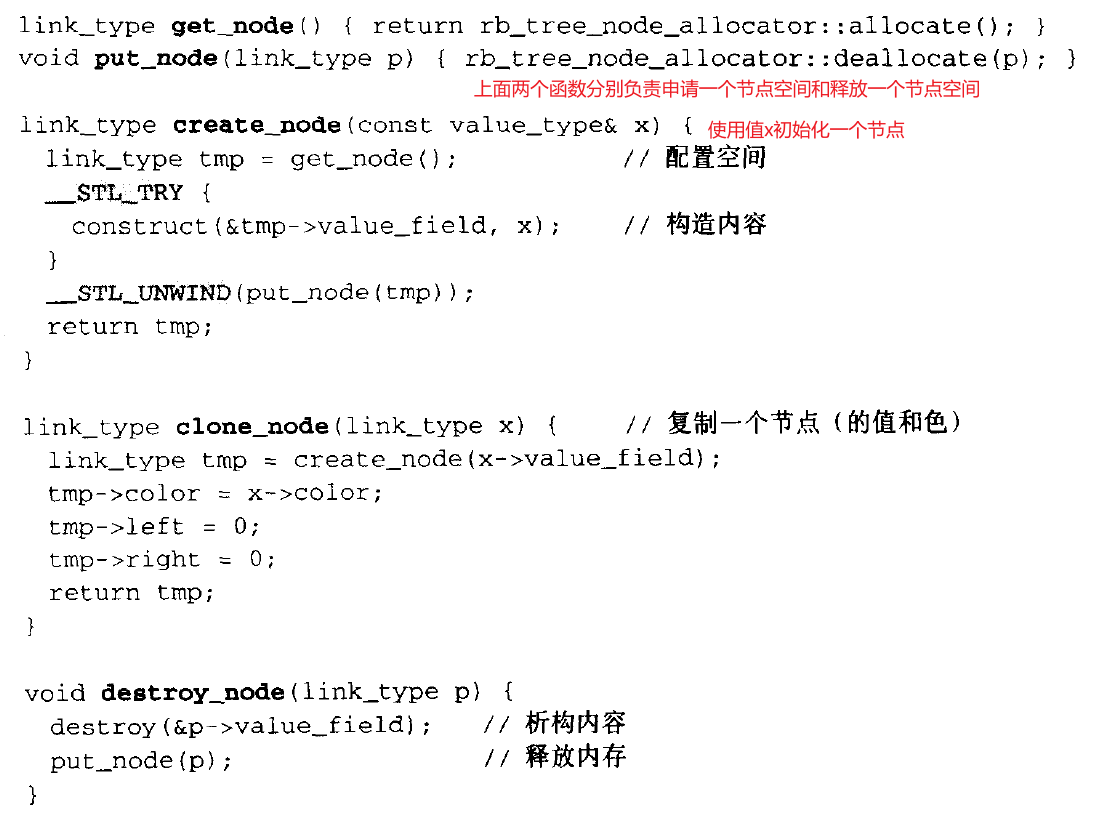 link_type get_node() { return rb_tree_node_allocator::allocate(); }
void put_node(link_type p) { rb_tree_node_allocator::deallocate(p); }
上面两个函数分别负责申请一个节点空间和释放一个节点空间
link_type create_node(const value_type& x) { 使用值x初始化一个节点
link_type tmp = get_node(); // 配置空间
__STL_TRY {
construct(&tmp->value_field, x); // 构造内容
}
__STL_UNWIND(put_node(tmp));
return tmp;
}
link_type clone_node(link_type x) { // 复制一个节点（的值和色）
link_type tmp = create_node(x->value_field);
tmp->color = x->color;
tmp->left = 0;
tmp->right = 0;
return tmp;
}
void destroy_node(link_type p) {
destroy(&p->value_field); // 析构内容
put_node(p); // 释放内存
}